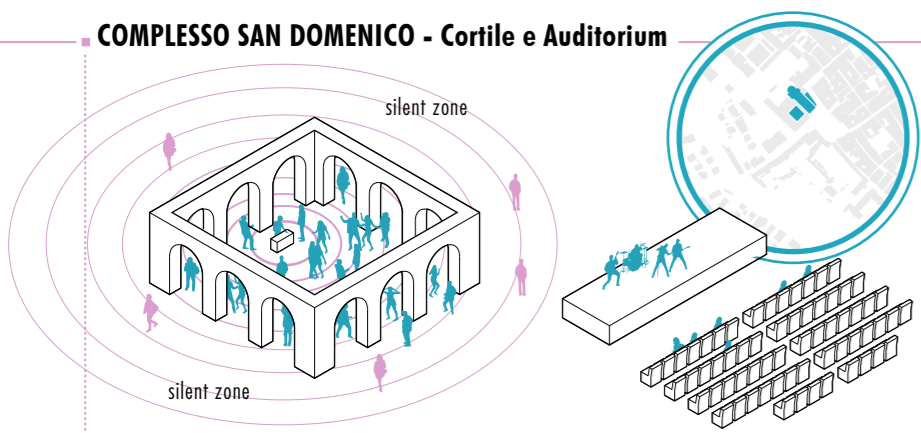 COMPLESSO SAN DOMENICO - Cortile e Auditorium
silent zone
silent zone